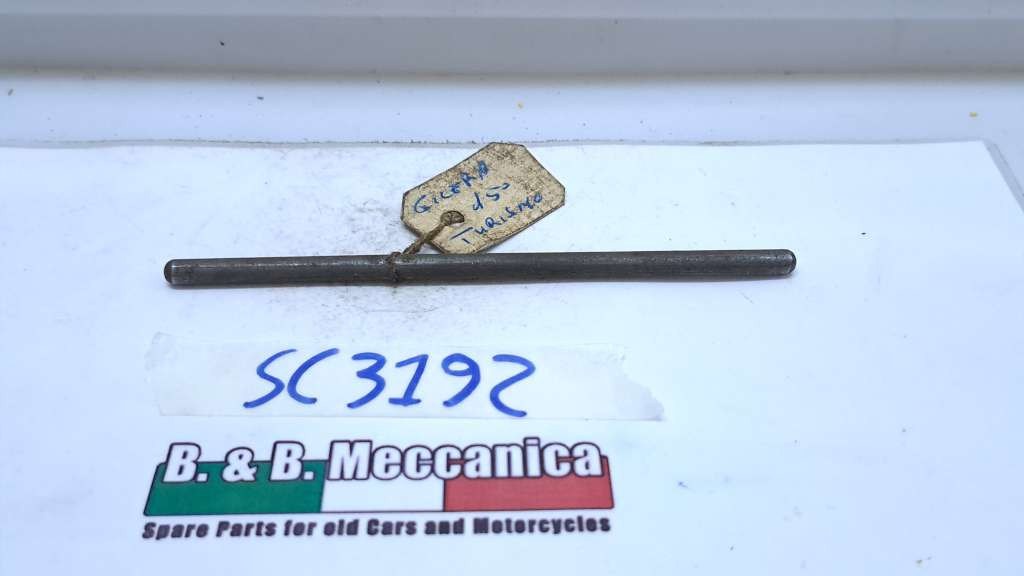 GILERA
150
TURISMO
SC3192
B. & B. Meccanica
Spare Parts for old Cars and Motorcycles